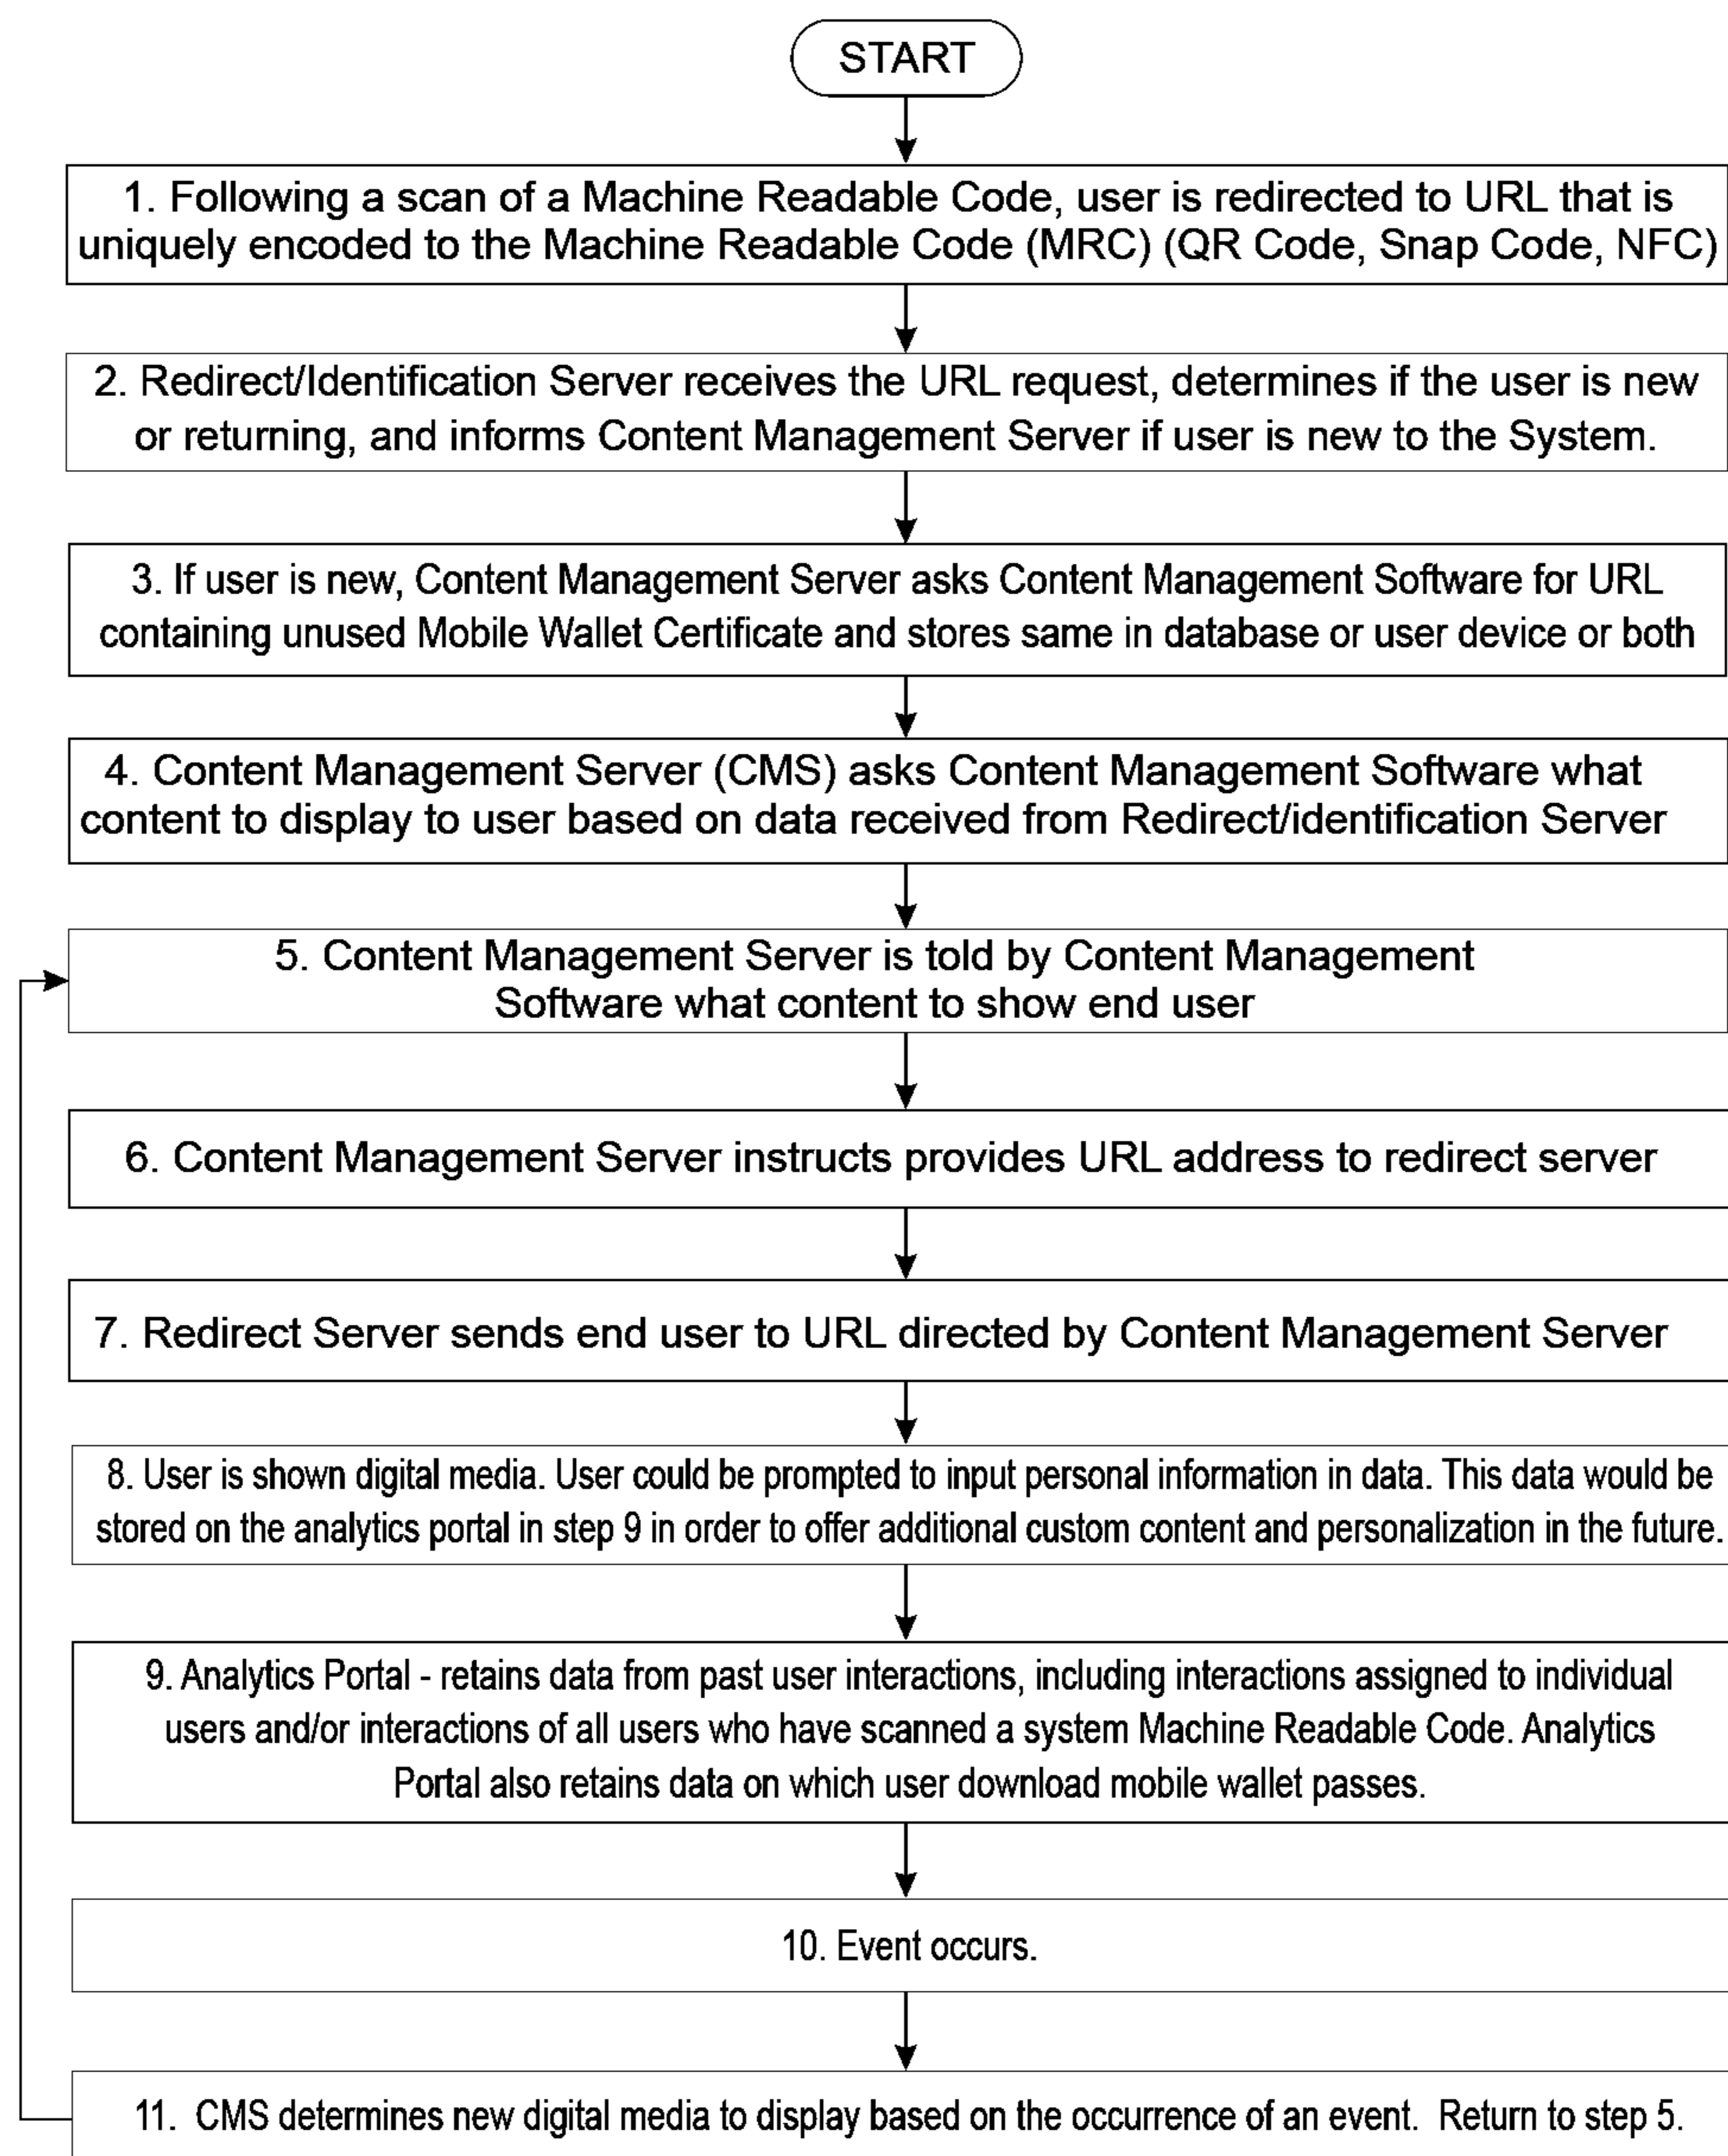 START
1. Following a scan of a Machine Readable Code, user is redirected to URL that is
uniquely encoded to the Machine Readable Code (MRC) (QR Code, Snap Code, NFC)
2. Redirect/Identification Server receives the URL request, determines if the user is new
or returning, and informs Content Management Server if user is new to the System.
3. If user is new, Content Management Server asks Content Management Software for URL
containing unused Mobile Wallet Certificate and stores same in database or user device or both
4. Content Management Server (CMS) asks Content Management Software what
content to display to user based on data received from Redirect/identification Server
5. Content Management Server is told by Content Management
Software what content to show end user
6. Content Management Server instructs provides URL address to redirect server
7. Redirect Server sends end user to URL directed by Content Management Server
8. User is shown digital media. User could be prompted to input personal information in data. This data would be
stored on the analytics portal in step 9 in order to offer additional custom content and personalization in the future.
9. Analytics Portal - retains data from past user interactions, including interactions assigned to individual
users and/or interactions of all users who have scanned a system Machine Readable Code. Analytics
Portal also retains data on which user download mobile wallet passes.
10. Event occurs.
11. CMS determines new digital media to display based on the occurrence of an event. Return to step 5.